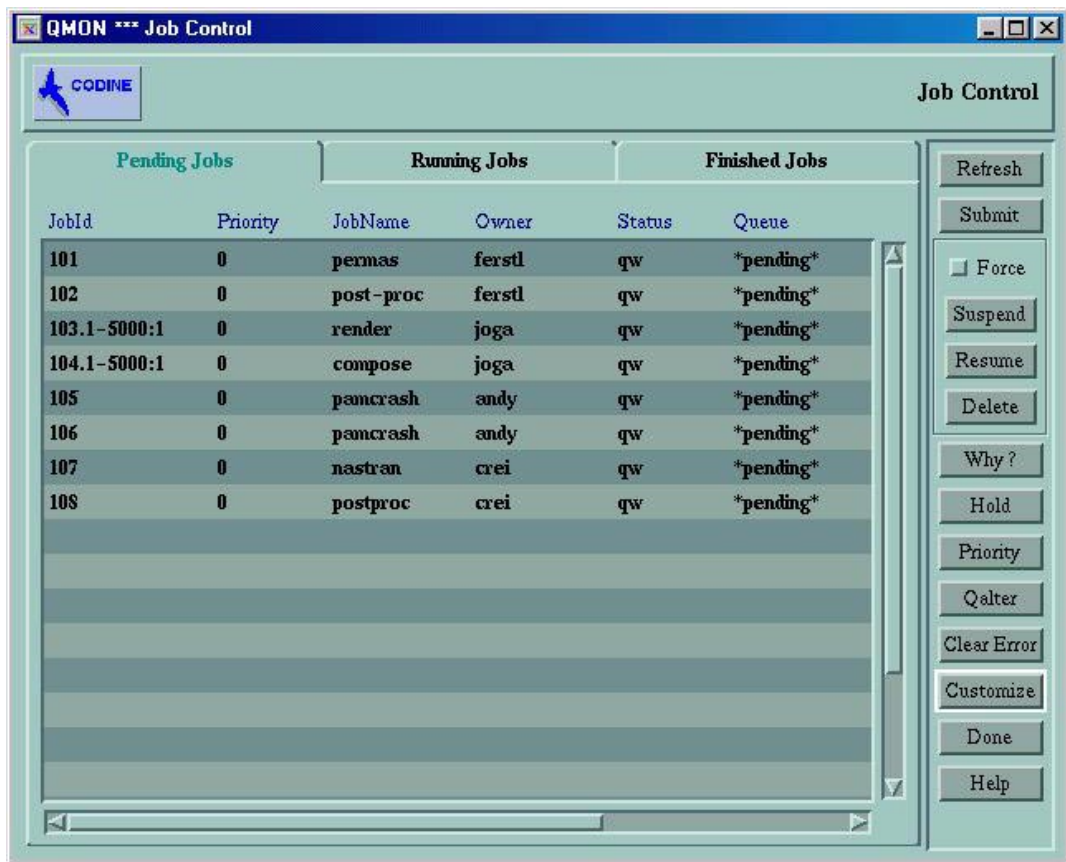 QMON *** Job Control
CODINE
Job Control
Pending Jobs Running Jobs Finished Jobs
JobId Priority JobName Owner Status Queue
101 0 permas ferstl qw *pending*
102 0 post-proc ferstl qw *pending*
103.1-5000:1 0 render joga qw *pending*
104.1-5000:1 0 compose joga qw *pending*
105 0 pamcrash andy qw *pending*
106 0 pamcrash andy qw *pending*
107 0 nastran crei qw *pending*
108 0 postproc crei qw *pending*
Refresh
Submit
Force
Suspend
Resume
Delete
Why ?
Hold
Priority
Qalter
Clear Error
Customize
Done
Help